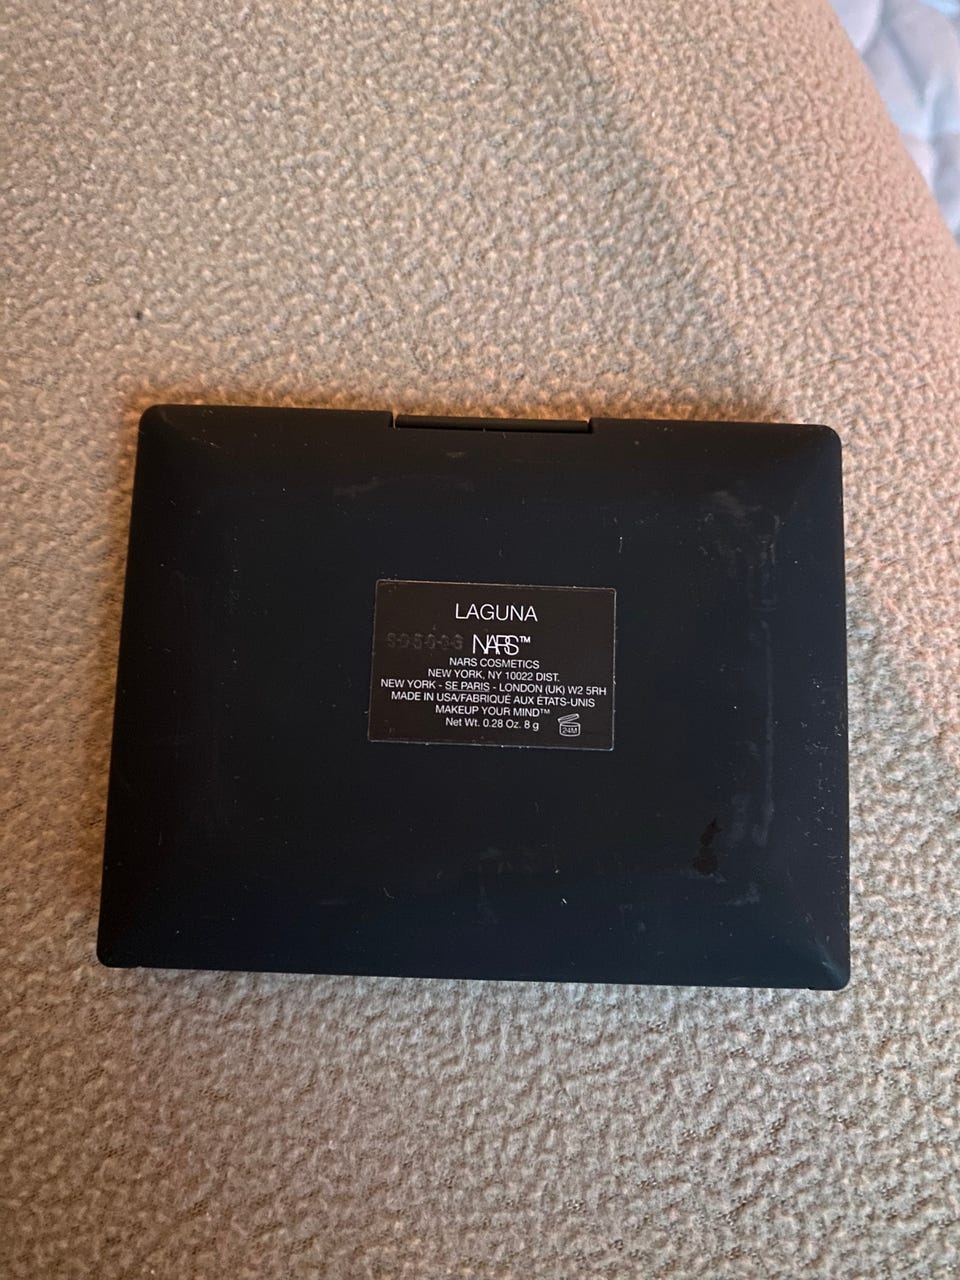 LAGUNA
NARS™
NARS COSMETICS
NEW YORK, NY 10022 DIST.
NEW YORK - SE PARIS - LONDON (UK) W2 5RH
MADE IN USA/FABRIQUÉ AUX ÉTATS-UNIS
MAKEUP YOUR MIND™
Net Wt. 0.28 Oz. 8 g
24M